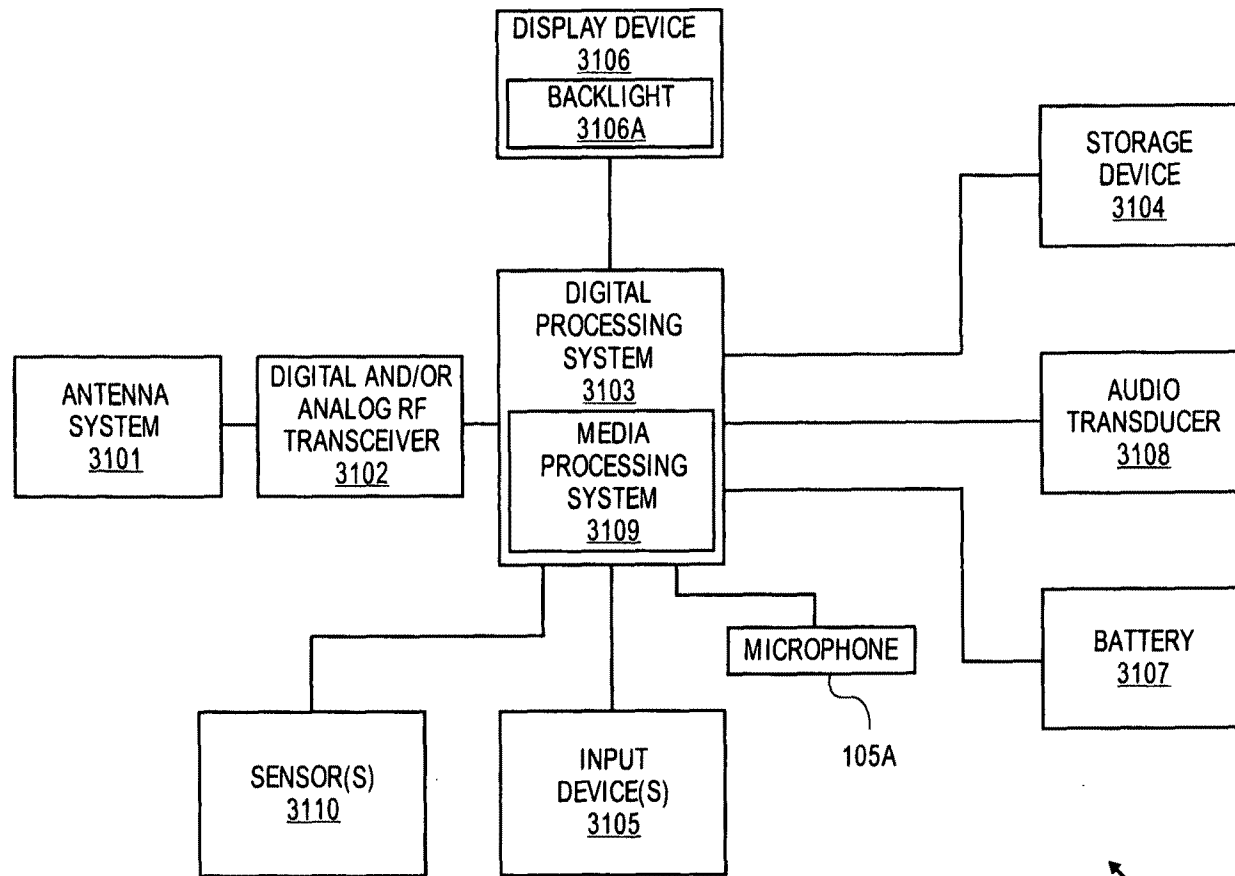 DISPLAY DEVICE
3106
BACKLIGHT
3106A
STORAGE
DEVICE
3104
DIGITAL
PROCESSING
SYSTEM
3103
MEDIA
PROCESSING
SYSTEM
3109
ANTENNA
SYSTEM
3101
DIGITAL AND/OR
ANALOG RF
TRANSCEIVER
3102
AUDIO
TRANSDUCER
3108
MICROPHONE
105A
BATTERY
3107
SENSOR(S)
3110
INPUT
DEVICE(S)
3105